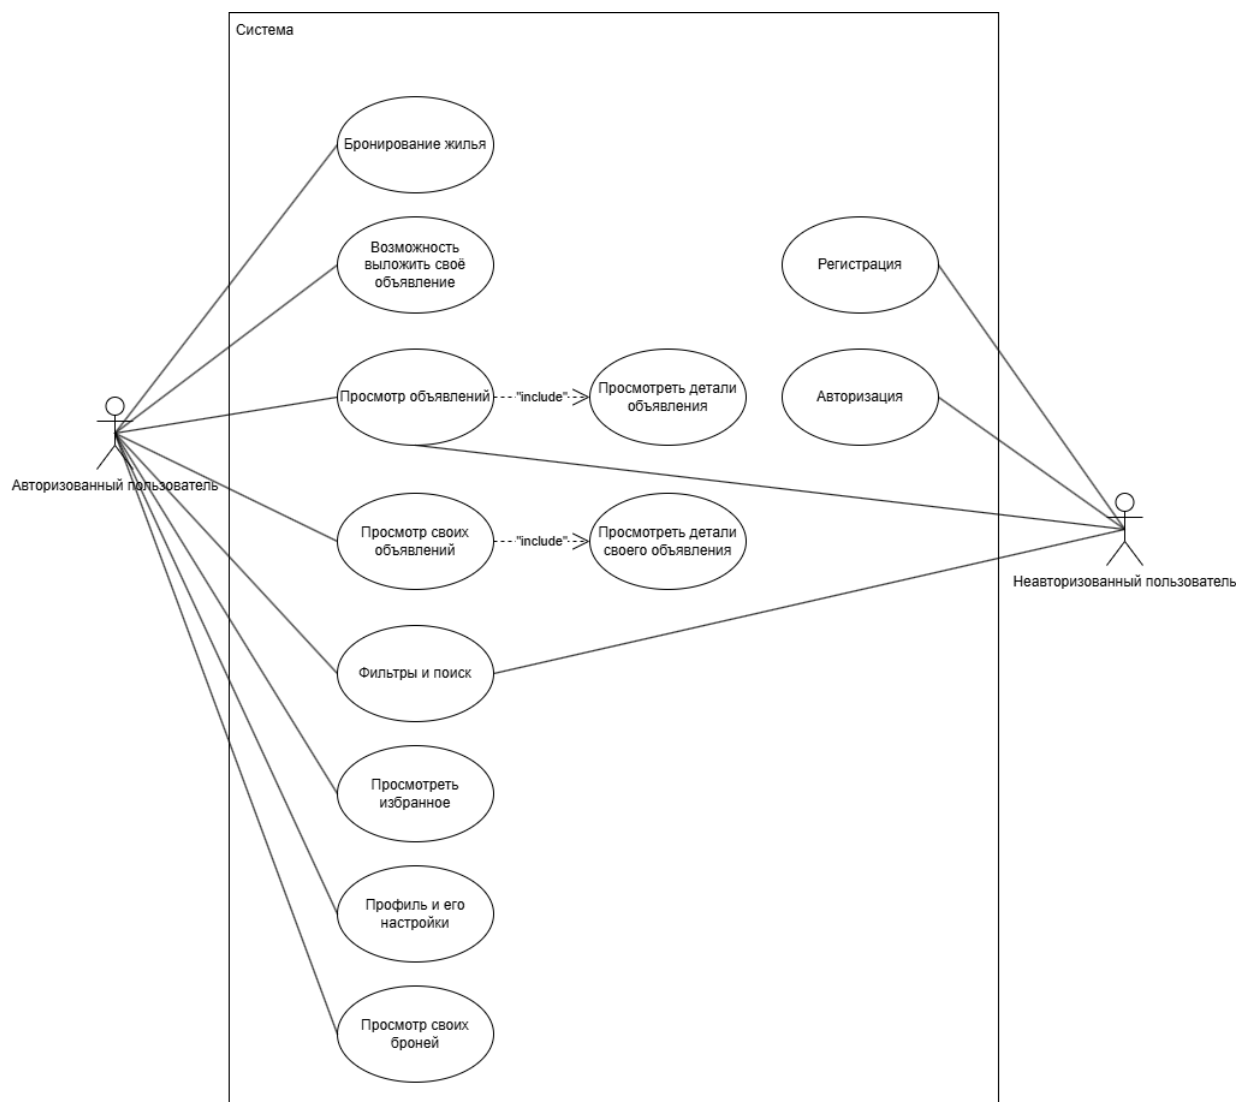 Система
Бронирование жилья
Возможность
выложить своё
объявление
Регистрация
Просмотр объявлений
"include"
Просмотреть детали
объявления
Авторизация
Авторизованный пользователь
Просмотр своих
объявлений
"include"
Просмотреть детали
своего объявления
Неавторизованный пользователь
Фильтры и поиск
Просмотреть
избранное
Профиль и его
настройки
Просмотр своих
броней